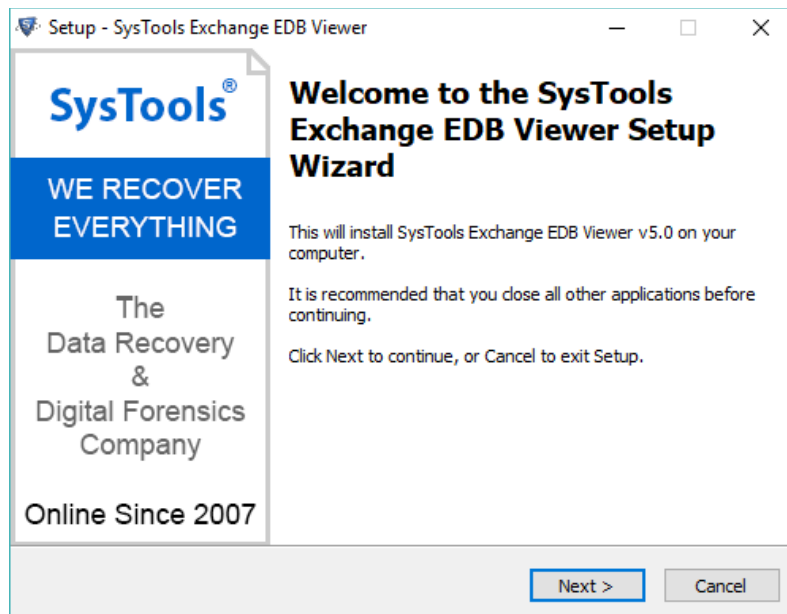 Setup - SysTools Exchange EDB Viewer
SysTools®
WE RECOVER
EVERYTHING
The
Data Recovery
&
Digital Forensics
Company
Online Since 2007
Welcome to the SysTools
Exchange EDB Viewer Setup
Wizard
This will install SysTools Exchange EDB Viewer v5.0 on your
computer.
It is recommended that you close all other applications before
continuing.
Click Next to continue, or Cancel to exit Setup.
Next >
Cancel